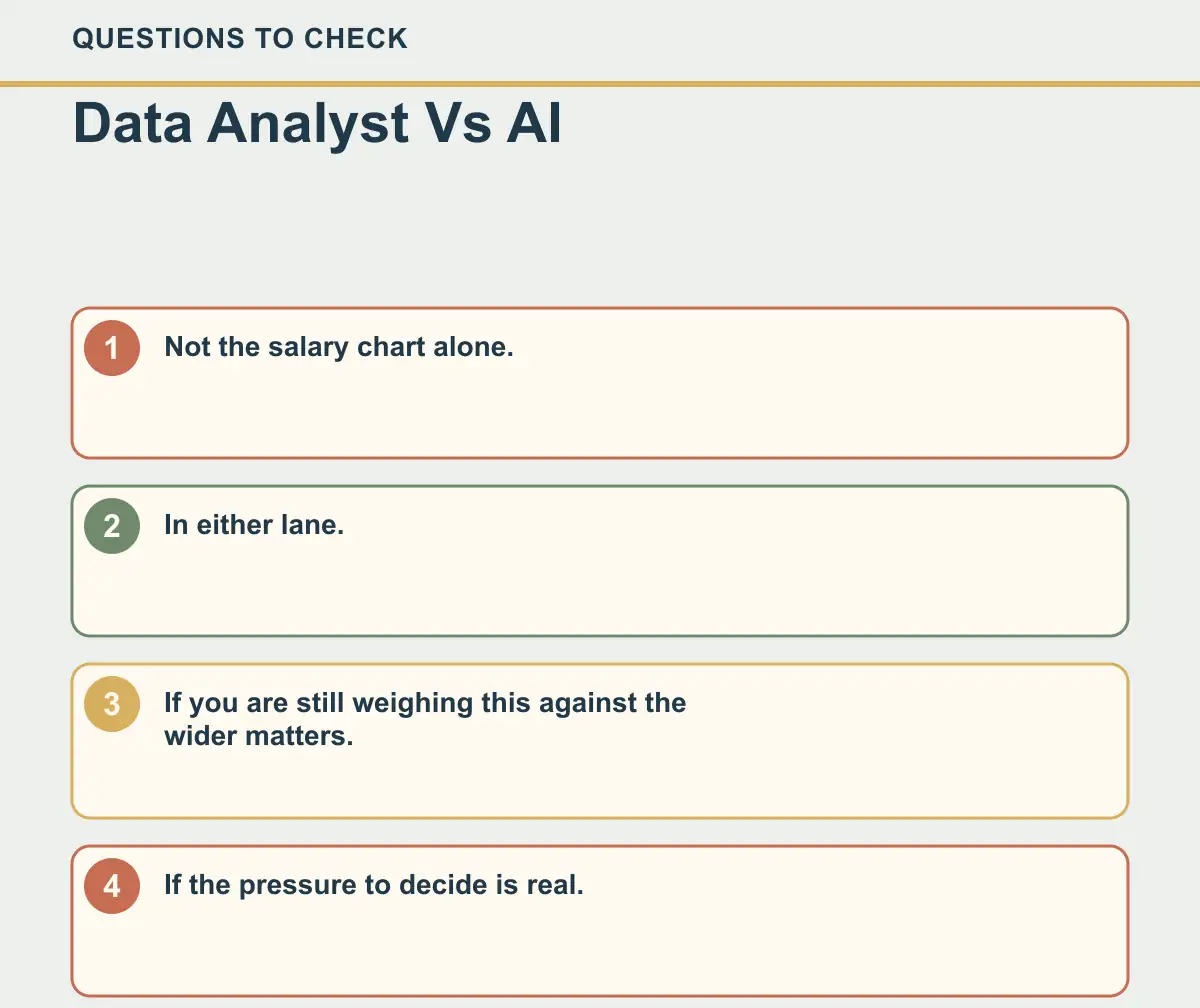 QUESTIONS TO CHECK
Data Analyst Vs AI
1
Not the salary chart alone.
2
In either lane.
3
If you are still weighing this against the
wider matters.
4
If the pressure to decide is real.